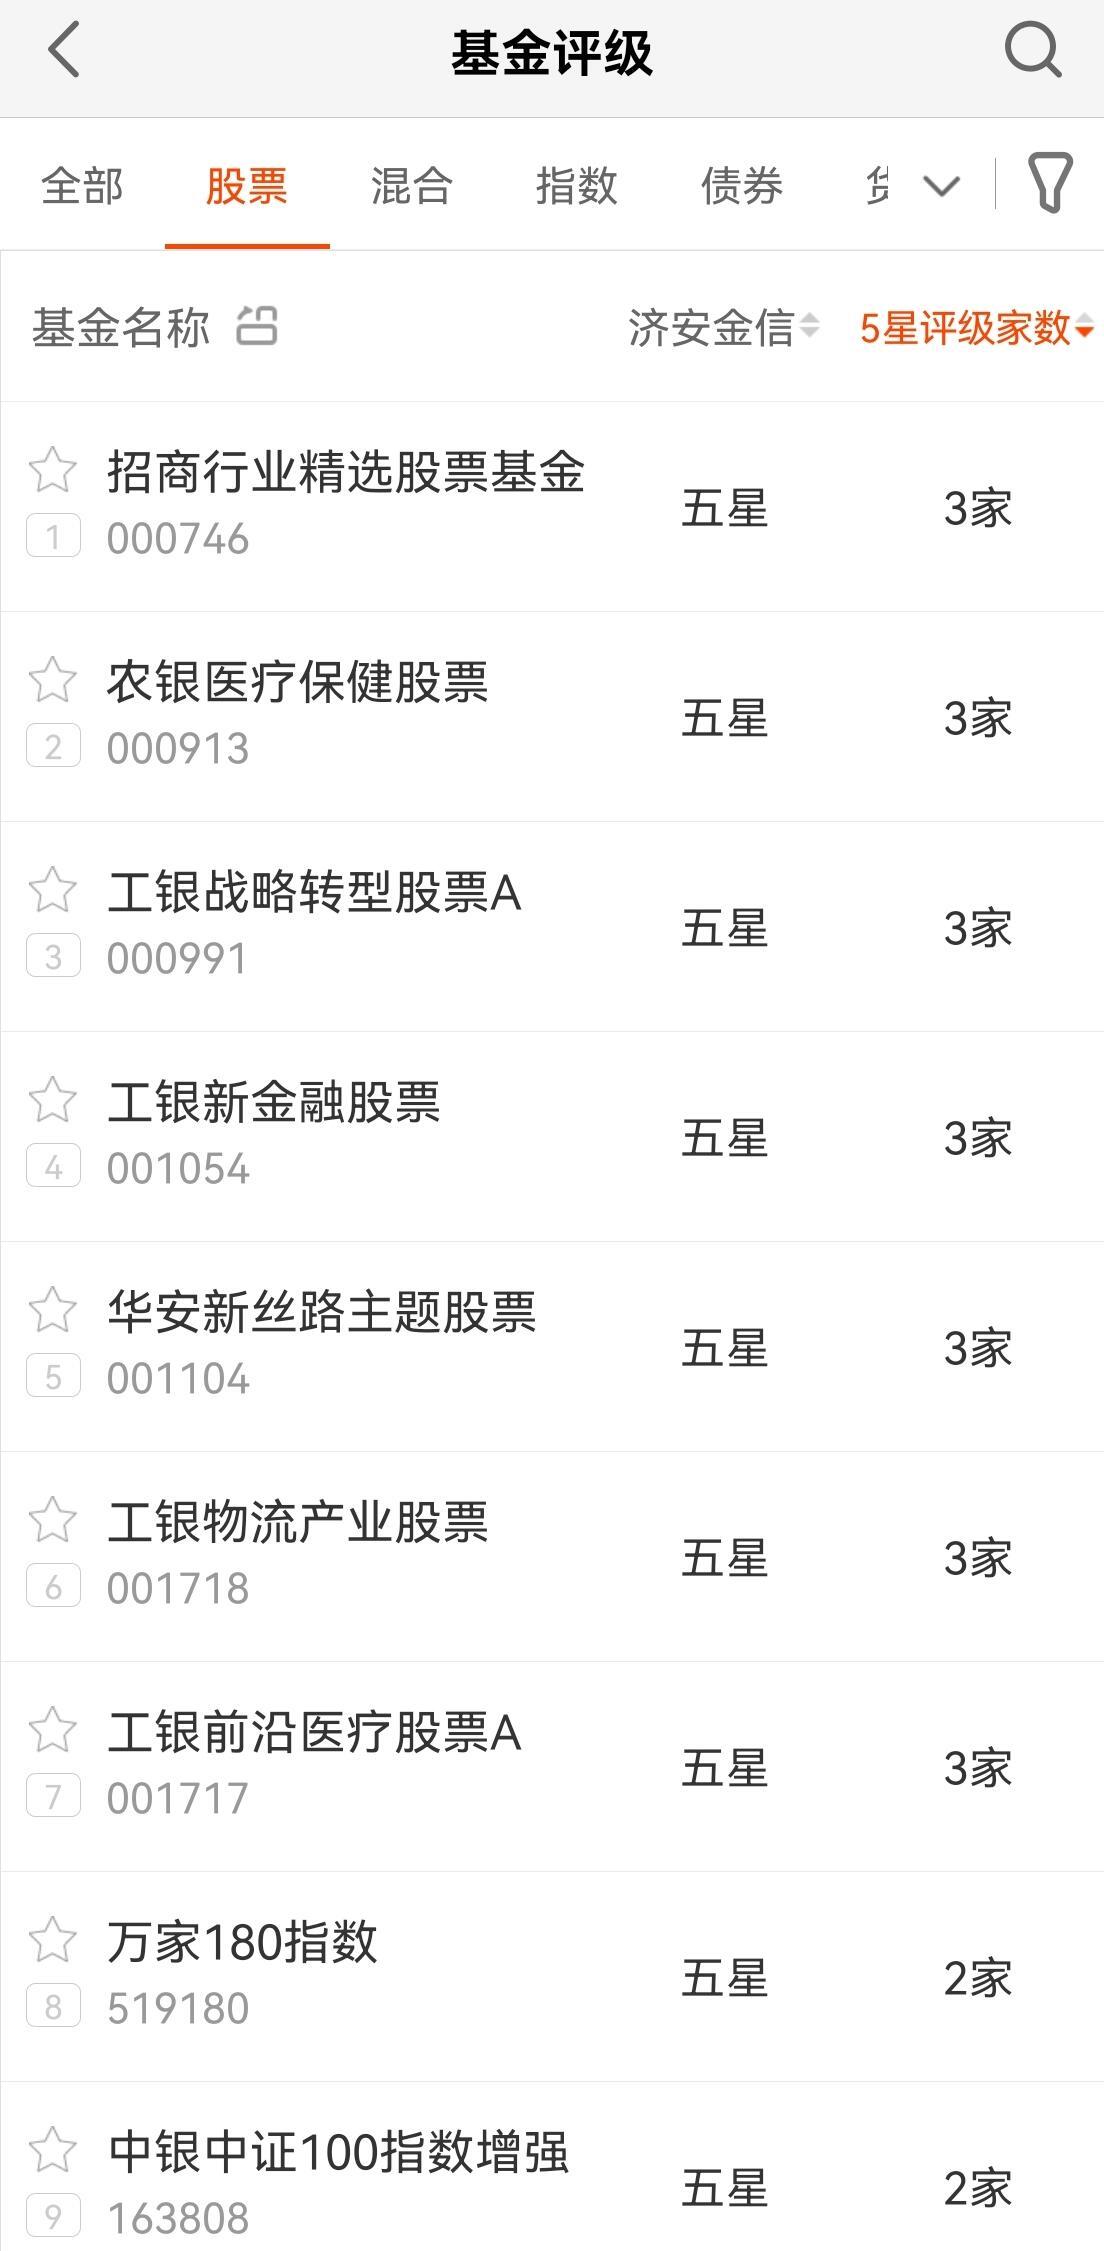 基金评级
全部 股票 混合 指数 债券
基金名称 济安金信 5星评级家数
招商行业精选股票基金
1 000746 五星 3家
农银医疗保健股票
2 000913 五星 3家
工银战略转型股票A
3 000991 五星 3家
工银新金融股票
4 001054 五星 3家
华安新丝路主题股票
5 001104 五星 3家
工银物流产业股票
6 001718 五星 3家
工银前沿医疗股票A
7 001717 五星 3家
万家180指数
8 519180 五星 2家
中银中证100指数增强
9 163808 五星 2家